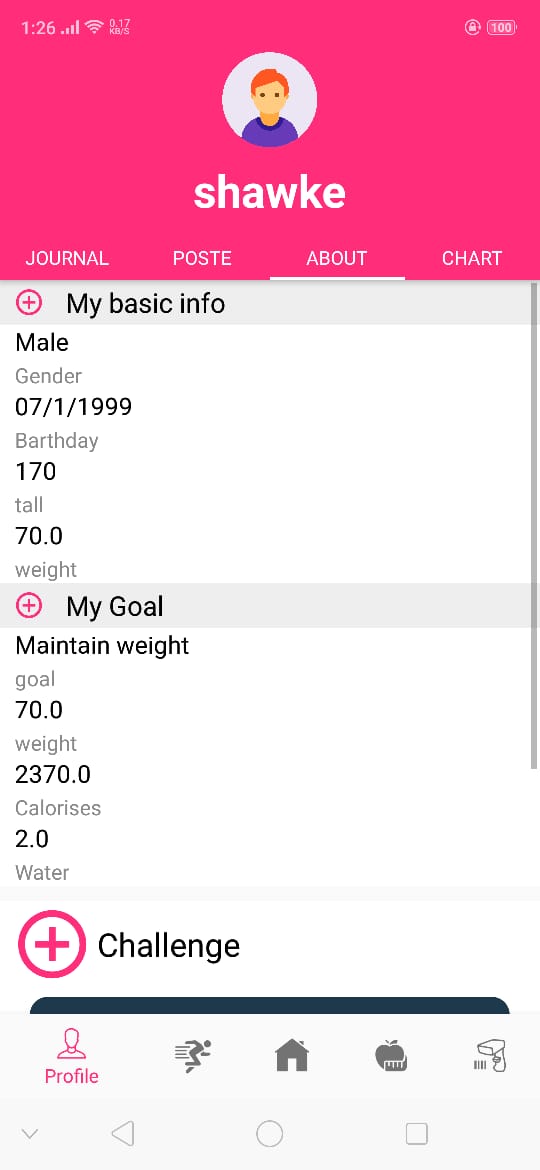 1:26 0.17 KB/S 100
shawke
JOURNAL POSTE ABOUT CHART
My basic info
Male
Gender
07/1/1999
Barthday
170
tall
70.0
weight
My Goal
Maintain weight
goal
70.0
weight
2370.0
Calorises
2.0
Water
Challenge
Profile